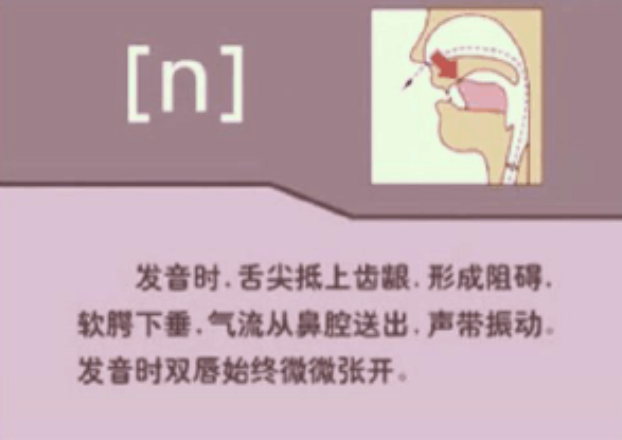 [n]
发音时，舌尖抵上齿龈，形成阻碍，
软腭下垂，气流从鼻腔送出，声带振动。
发音时双唇始终微微张开。